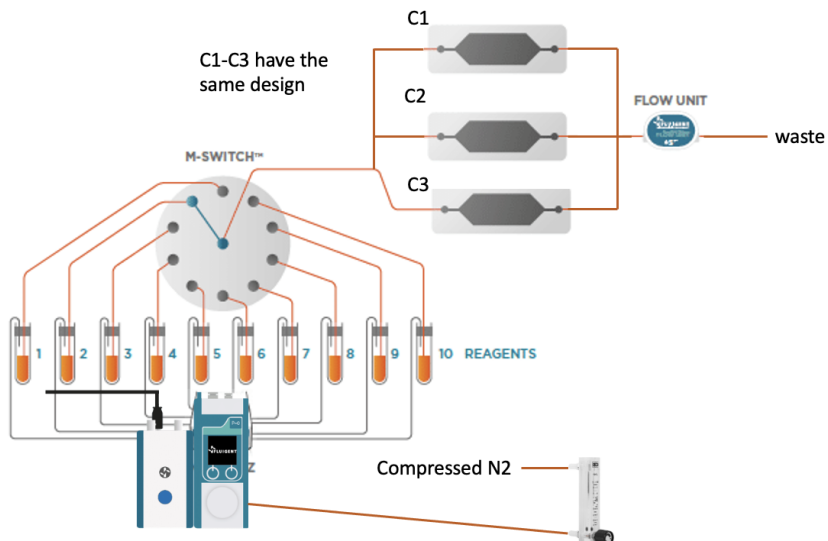 C1
C1-C3 have the
same design
C2
FLOW UNIT
waste
M-SWITCH™
C3
1
2
3
4
5
6
7
8
9
10 REAGENTS
FLUIGENT
Z
Compressed N2